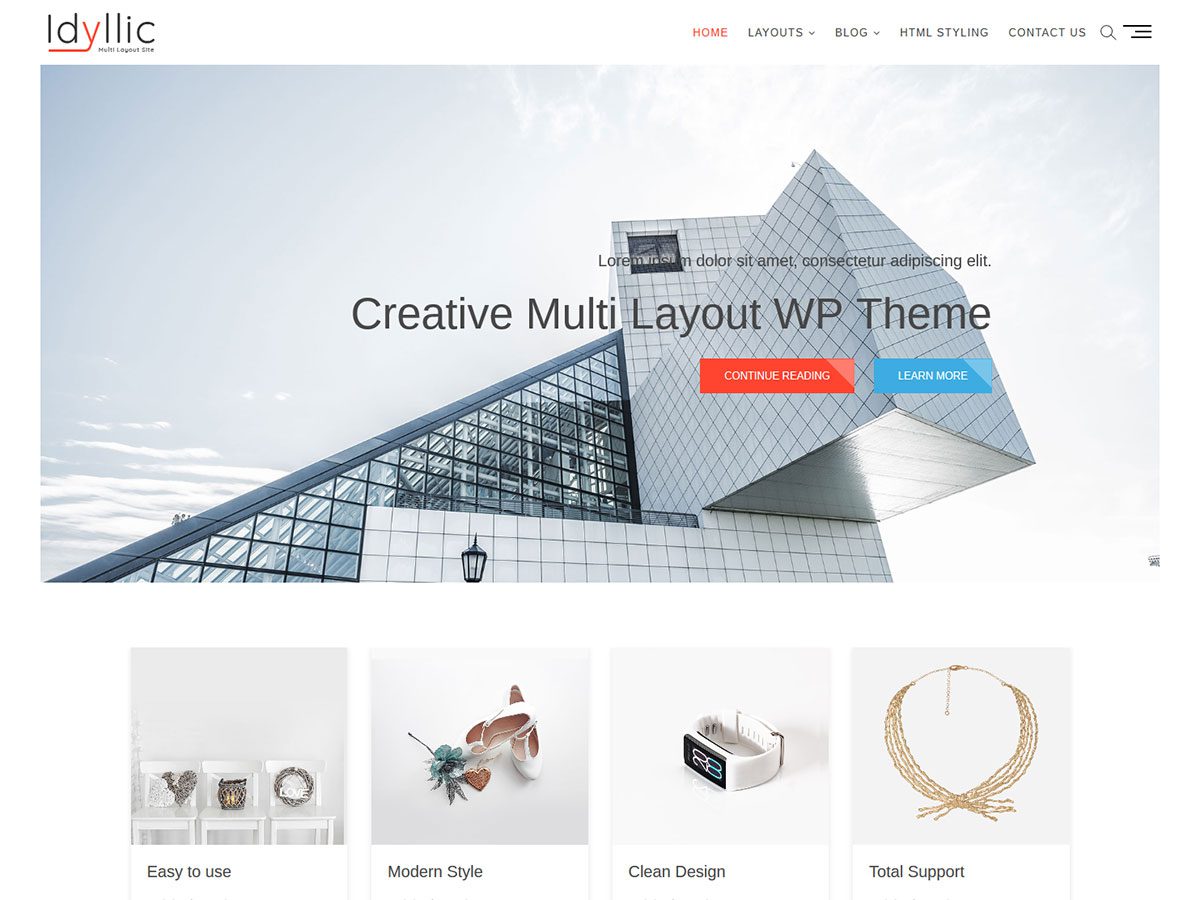 Idyllic
Multi Layout Site
HOME LAYOUTS BLOG HTML STYLING CONTACT US
Lorem ipsum dolor sit amet, consectetur adipiscing elit.
Creative Multi Layout WP Theme
CONTINUE READING LEARN MORE
LOVE
Easy to use Modern Style Clean Design Total Support